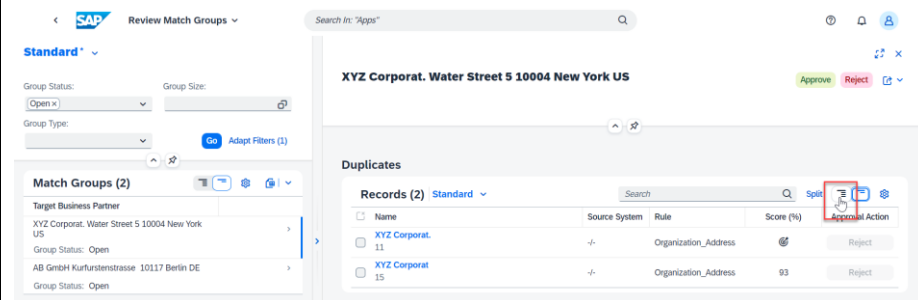 SAP Review Match Groups Search In: "Apps"
Standard*
Group Status: Group Size:
Open
Group Type:
Go Adapt Filters (1)
Match Groups (2)
Target Business Partner
XYZ Corporat. Water Street 5 10004 New York
US
Group Status: Open
AB GmbH Kurfurstenstrasse 10117 Berlin DE
Group Status: Open
XYZ Corporat. Water Street 5 10004 New York US
Approve Reject
Duplicates
Records (2) Standard Search Split
Name Source System Rule Score (%) Approval Action
XYZ Corporat.
11 -/- Organization_Address Reject
XYZ Corporat
15 -/- Organization_Address 93 Reject